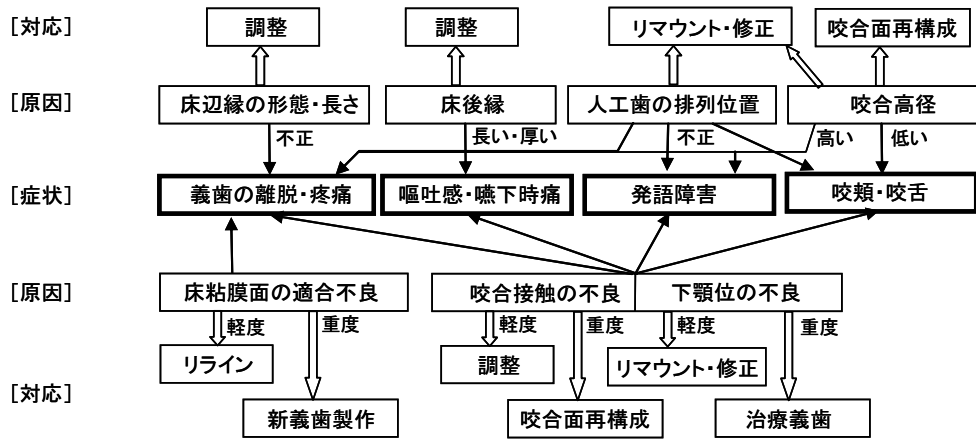 [対応]
調整
調整
リマウント・修正
咬合面再構成
[原因]
床辺縁の形態・長さ
床後縁
人工歯の排列位置
咬合高径
不正
長い・厚い
不正
高い
低い
[症状]
義歯の離脱・疼痛
嘔吐感・嚥下時痛
発語障害
咬頬・咬舌
[原因]
床粘膜面の適合不良
咬合接触の不良
下顎位の不良
軽度
重度
軽度
重度
軽度
重度
リライン
調整
リマウント・修正
[対応]
新義歯製作
咬合面再構成
治療義歯